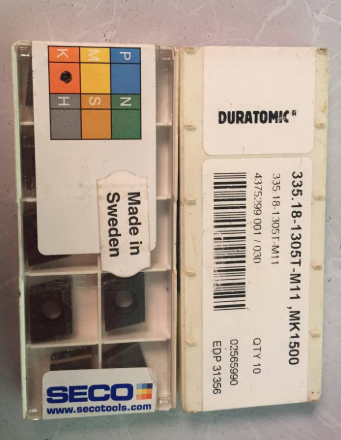 P
M
K
N
S
H
Made in
Sweden
SECO
www.secotools.com
DURATOMIC®
335.18-1305T-M11 ,MK1500
335.18-1305T-M11
4375299 001 / 030
QTY 10
02565990
EDP 31356